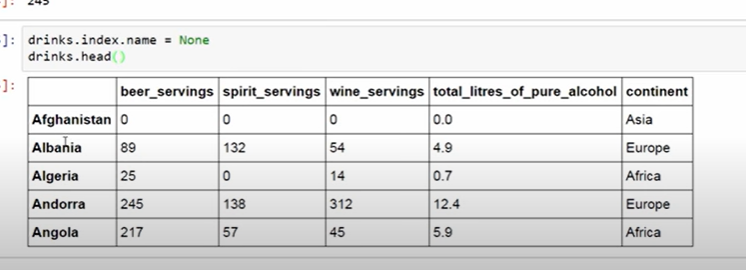 ]: 245
]: drinks.index.name = None
drinks.head()
]:
beer_servings spirit_servings wine_servings total_litres_of_pure_alcohol continent
Afghanistan 0 0 0 0.0 Asia
Albania 89 132 54 4.9 Europe
Algeria 25 0 14 0.7 Africa
Andorra 245 138 312 12.4 Europe
Angola 217 57 45 5.9 Africa